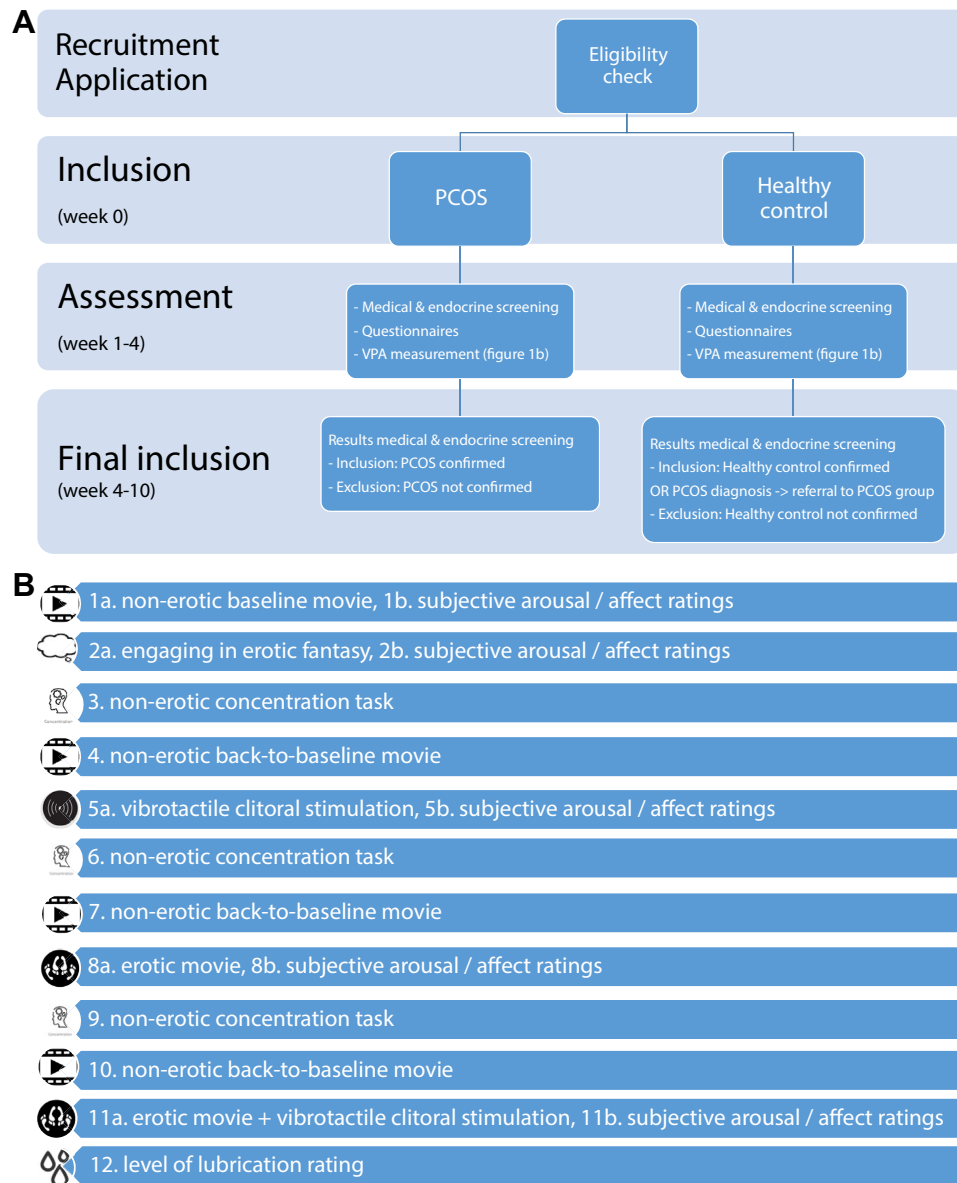 A
Recruitment
Application
Eligibility
check
Inclusion
(week 0)
PCOS
Healthy
control
Assessment
(week 1-4)
- Medical & endocrine screening
- Questionnaires
- VPA measurement (figure 1b)
- Medical & endocrine screening
- Questionnaires
- VPA measurement (figure 1b)
Final inclusion
(week 4-10)
Results medical & endocrine screening
- Inclusion: PCOS confirmed
- Exclusion: PCOS not confirmed
Results medical & endocrine screening
- Inclusion: Healthy control confirmed
OR PCOS diagnosis -> referral to PCOS group
- Exclusion: Healthy control not confirmed
B
1a. non-erotic baseline movie, 1b. subjective arousal / affect ratings
2a. engaging in erotic fantasy, 2b. subjective arousal / affect ratings
Concentration
3. non-erotic concentration task
4. non-erotic back-to-baseline movie
5a. vibrotactile clitoral stimulation, 5b. subjective arousal / affect ratings
Concentration
6. non-erotic concentration task
7. non-erotic back-to-baseline movie
8a. erotic movie, 8b. subjective arousal / affect ratings
Concentration
9. non-erotic concentration task
10. non-erotic back-to-baseline movie
11a. erotic movie + vibrotactile clitoral stimulation, 11b. subjective arousal / affect ratings
12. level of lubrication rating